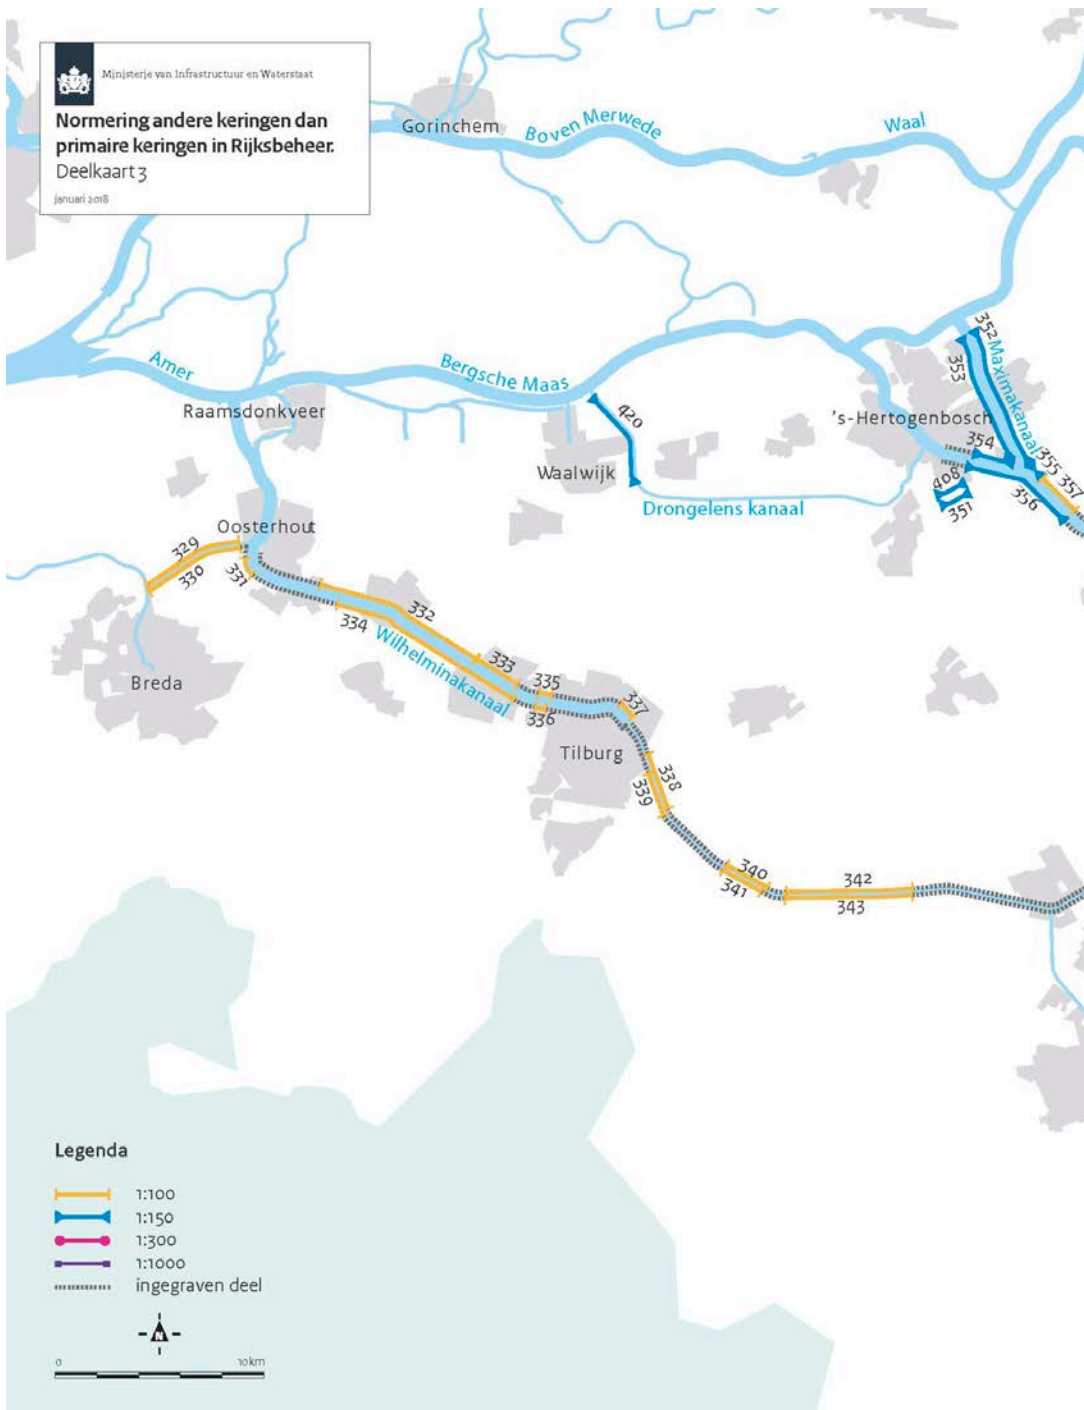 Ministerie van Infrastructuur en Waterstaat
Normering andere keringen dan
primaire keringen in Rijksbeheer.
Deelkaart 3
januari 2018
Gorinchem
Boven Merwede
Waal
Amer
Bergsche Maas
Raamsdonkveer
420
Waalwijk
Drongelens kanaal
352
353
Maximakanaal
's-Hertogenbosch
354
355
357
408
351
356
Oosterhout
329
330
331
Breda
332
334
Wilhelminakanaal
333
335
336
337
Tilburg
338
339
340
341
342
343
Legenda
1:100
1:150
1:300
1:1000
ingegraven deel
N
0 10 km